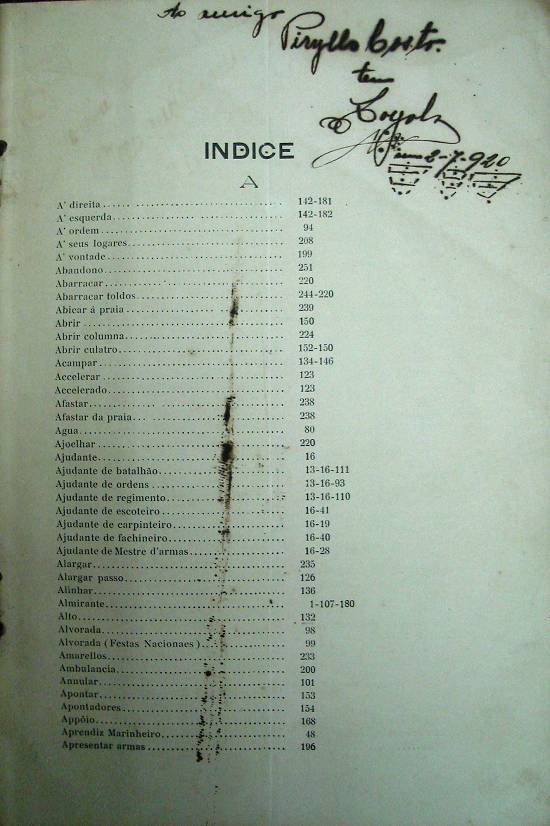 Ao amigo
tem
Loyola
2-7-920
INDICE
A
A' direita 142-181
A' esquerda 142-182
A' ordem 94
A' seus logares 208
A' vontade 199
Abandono 251
Abarracar 220
Abarracar toldos 244-220
Abicar á praia 239
Abrir 150
Abrir columna 224
Abrir culatro 152-150
Acampar 134-146
Accelerar 123
Accelerado 123
Afastar 238
Afastar da praia 238
Agua 80
Ajoelhar 220
Ajudante 16
Ajudante de batalhão 13-16-111
Ajudante de ordens 13-16-93
Ajudante de regimento 13-16-110
Ajudante de escoteiro 16-41
Ajudante de carpinteiro 16-19
Ajudante de fachineiro 16-40
Ajudante de Mestre d'armas 16-28
Alargar 235
Alargar passo 126
Alinhar 136
Almirante 1-107-180
Alto 132
Alvorada 98
Alvorada (Festas Nacionaes) 99
Amarellos 233
Ambulancia 200
Annular 101
Apontar 153
Apontadores 154
Appôio 168
Aprendiz Marinheiro 48
Apresentar armas 196